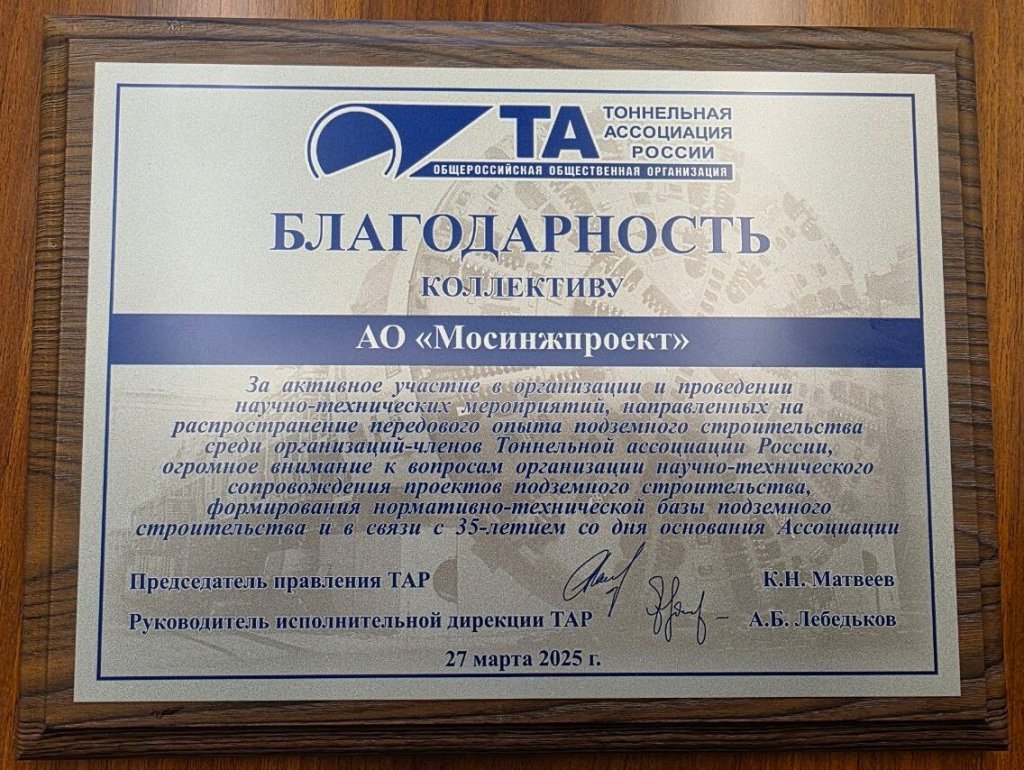 ТА
ТОННЕЛЬНАЯ
АССОЦИАЦИЯ
РОССИИ
ОБЩЕРОССИЙСКАЯ ОБЩЕСТВЕННАЯ ОРГАНИЗАЦИЯ
БЛАГОДАРНОСТЬ
КОЛЛЕКТИВУ
АО «Мосинжпроект»
За активное участие в организации и проведении
научно-технических мероприятий, направленных на
распространение передового опыта подземного строительства
среди организаций-членов Тоннельной ассоциации России,
огромное внимание к вопросам организации научно-технического
сопровождения проектов подземного строительства,
формирования нормативно-технической базы подземного
строительства и в связи с 35-летием со дня основания Ассоциации
Председатель правления ТАР К.Н. Матвеев
Руководитель исполнительной дирекции ТАР А.Б. Лебедьков
27 марта 2025 г.